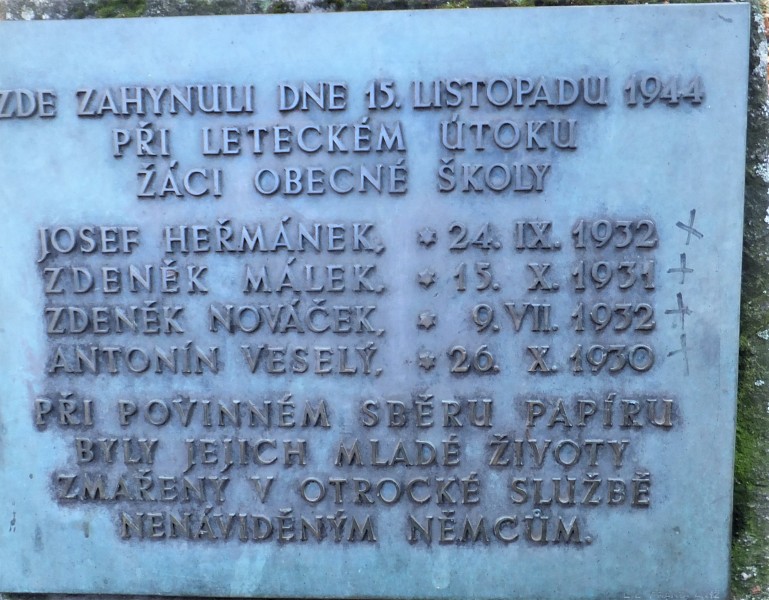 ZDE ZAHYNULI DNE 15. LISTOPADU 1944
PŘI LETECKÉM ÚTOKU
ŽÁCI OBECNÉ ŠKOLY
JOSEF HEŘMÁNEK, * 24. IX. 1932 +
ZDENĚK MÁLEK, * 15. X. 1931 +
ZDENĚK NOVÁČEK, * 9. VII. 1932 +
ANTONÍN VESELÝ, * 26. X. 1930 +
PŘI POVINNÉM SBĚRU PAPÍRU
BYLY JEJICH MLADÉ ŽIVOTY
ZMAŘENY V OTROCKÉ SLUŽBĚ
NENÁVIDĚNÝM NĚMCŮM.